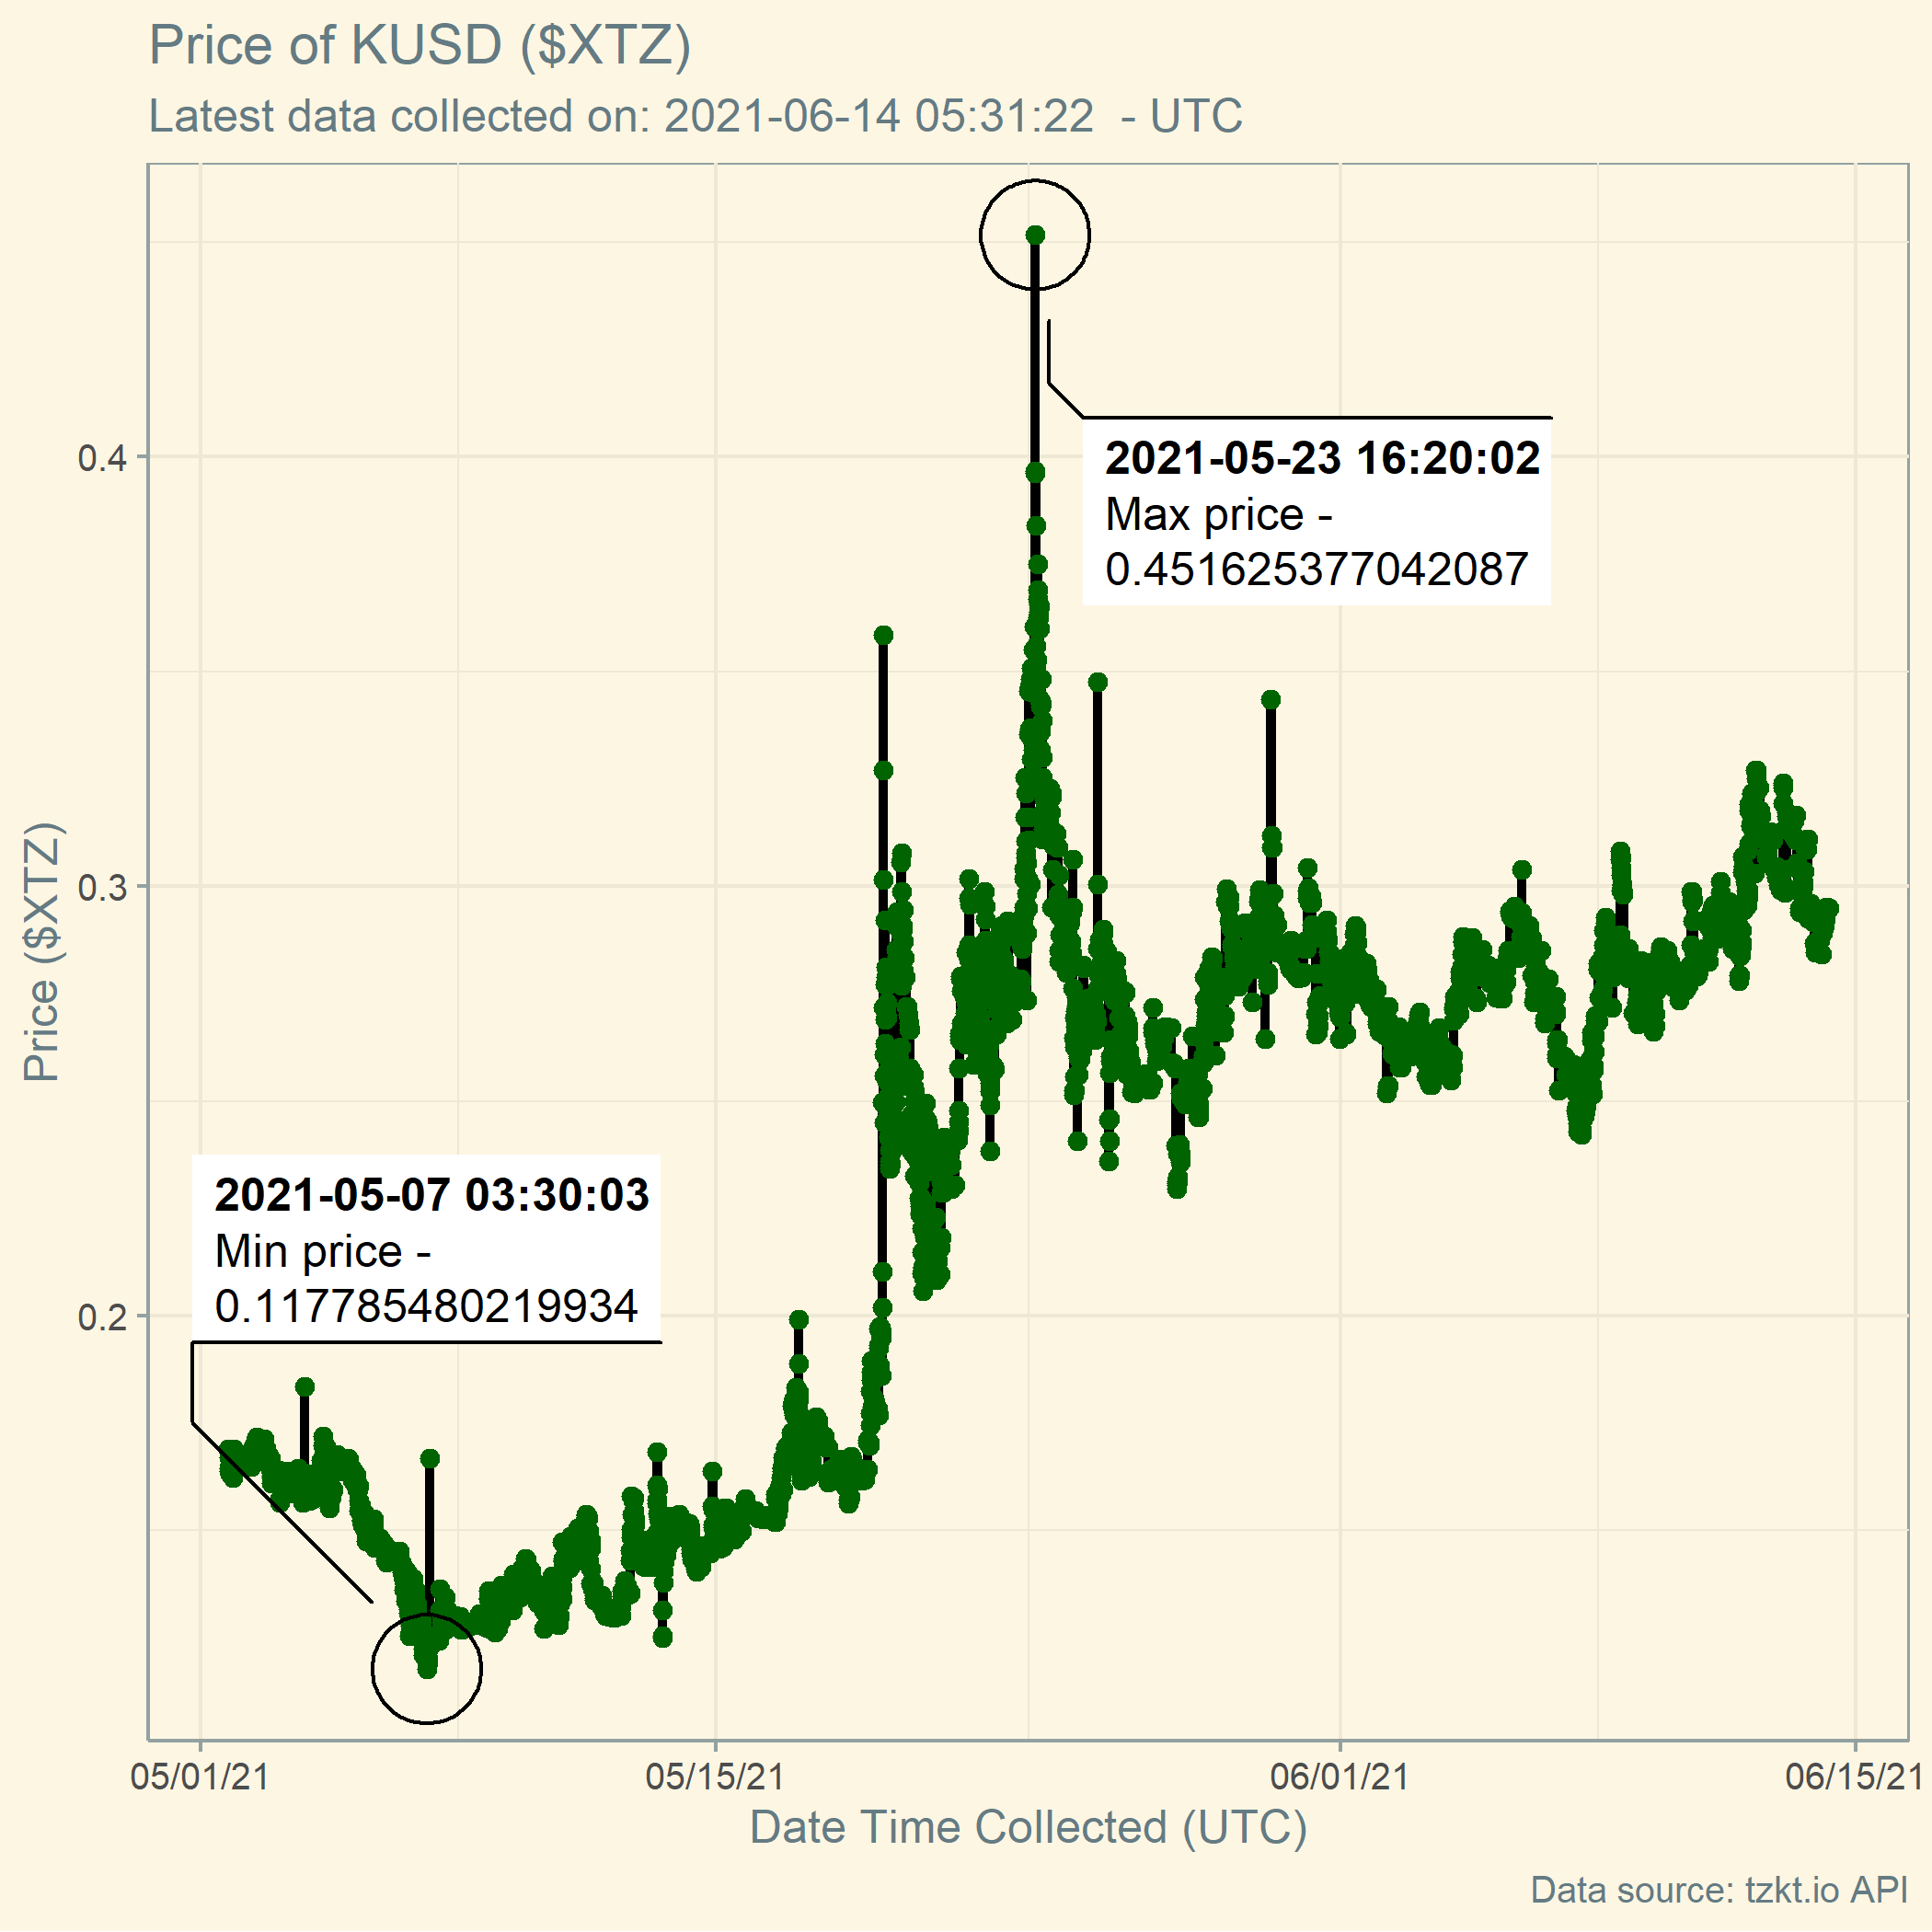 Price of KUSD ($XTZ)
Latest data collected on: 2021-06-14 05:31:22  - UTC
Price ($XTZ)
0.4
0.3
0.2
2021-05-23 16:20:02
Max price -
0.451625377042087
2021-05-07 03:30:03
Min price -
0.117785480219934
05/01/21
05/15/21
06/01/21
06/15/21
Date Time Collected (UTC)
Data source: tzkt.io API